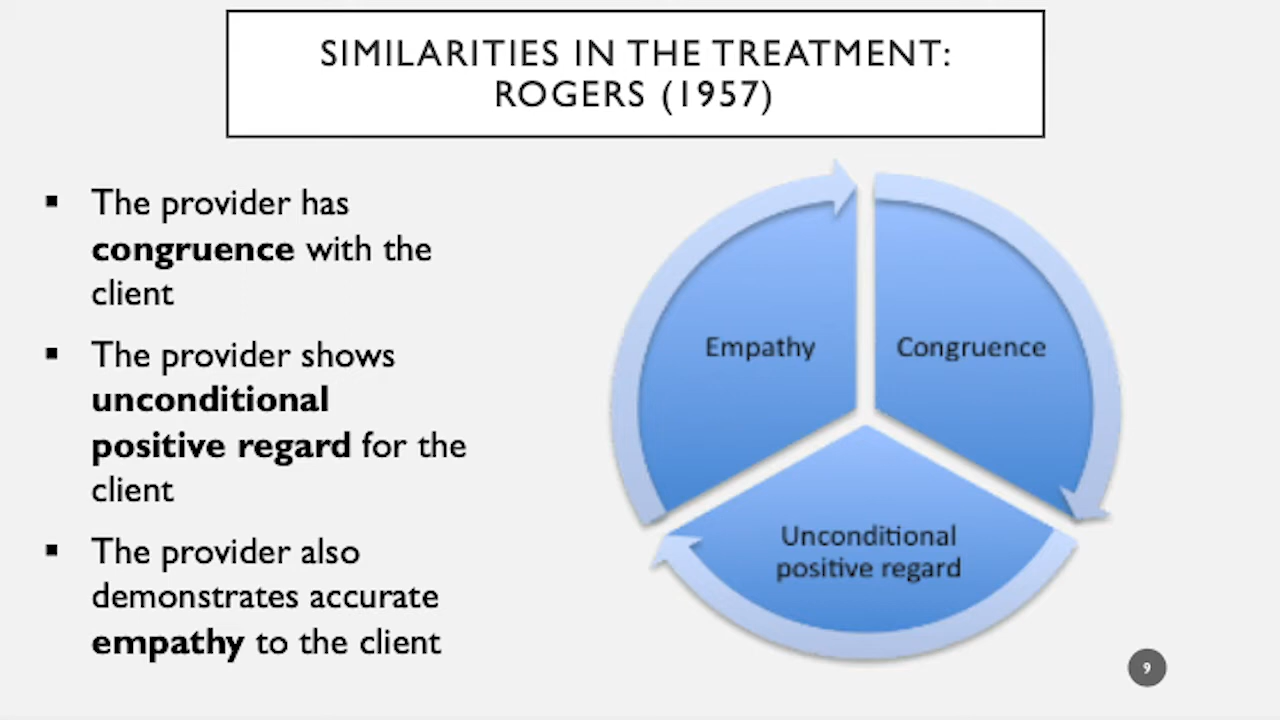 SIMILARITIES IN THE TREATMENT:
ROGERS (1957)
▪ The provider has
congruence with the
client
▪ The provider shows
unconditional
positive regard for the
client
▪ The provider also
demonstrates accurate
empathy to the client
Empathy
Congruence
Unconditional
positive regard
9